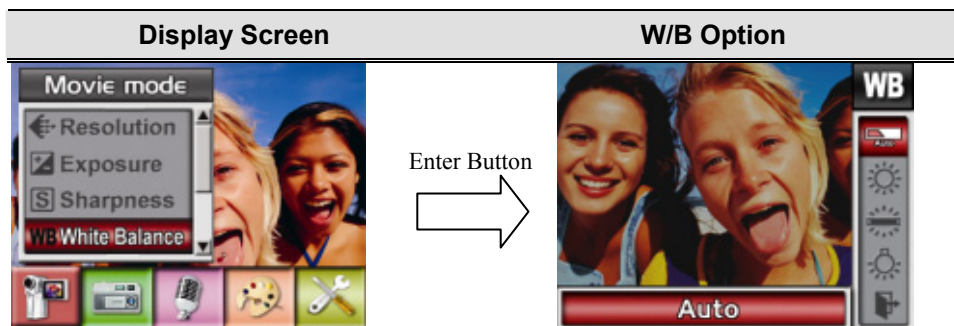 Display Screen
W/B Option
Movie mode
Resolution
Exposure
S Sharpness
WB White Balance
Enter Button
WB
Auto
Auto